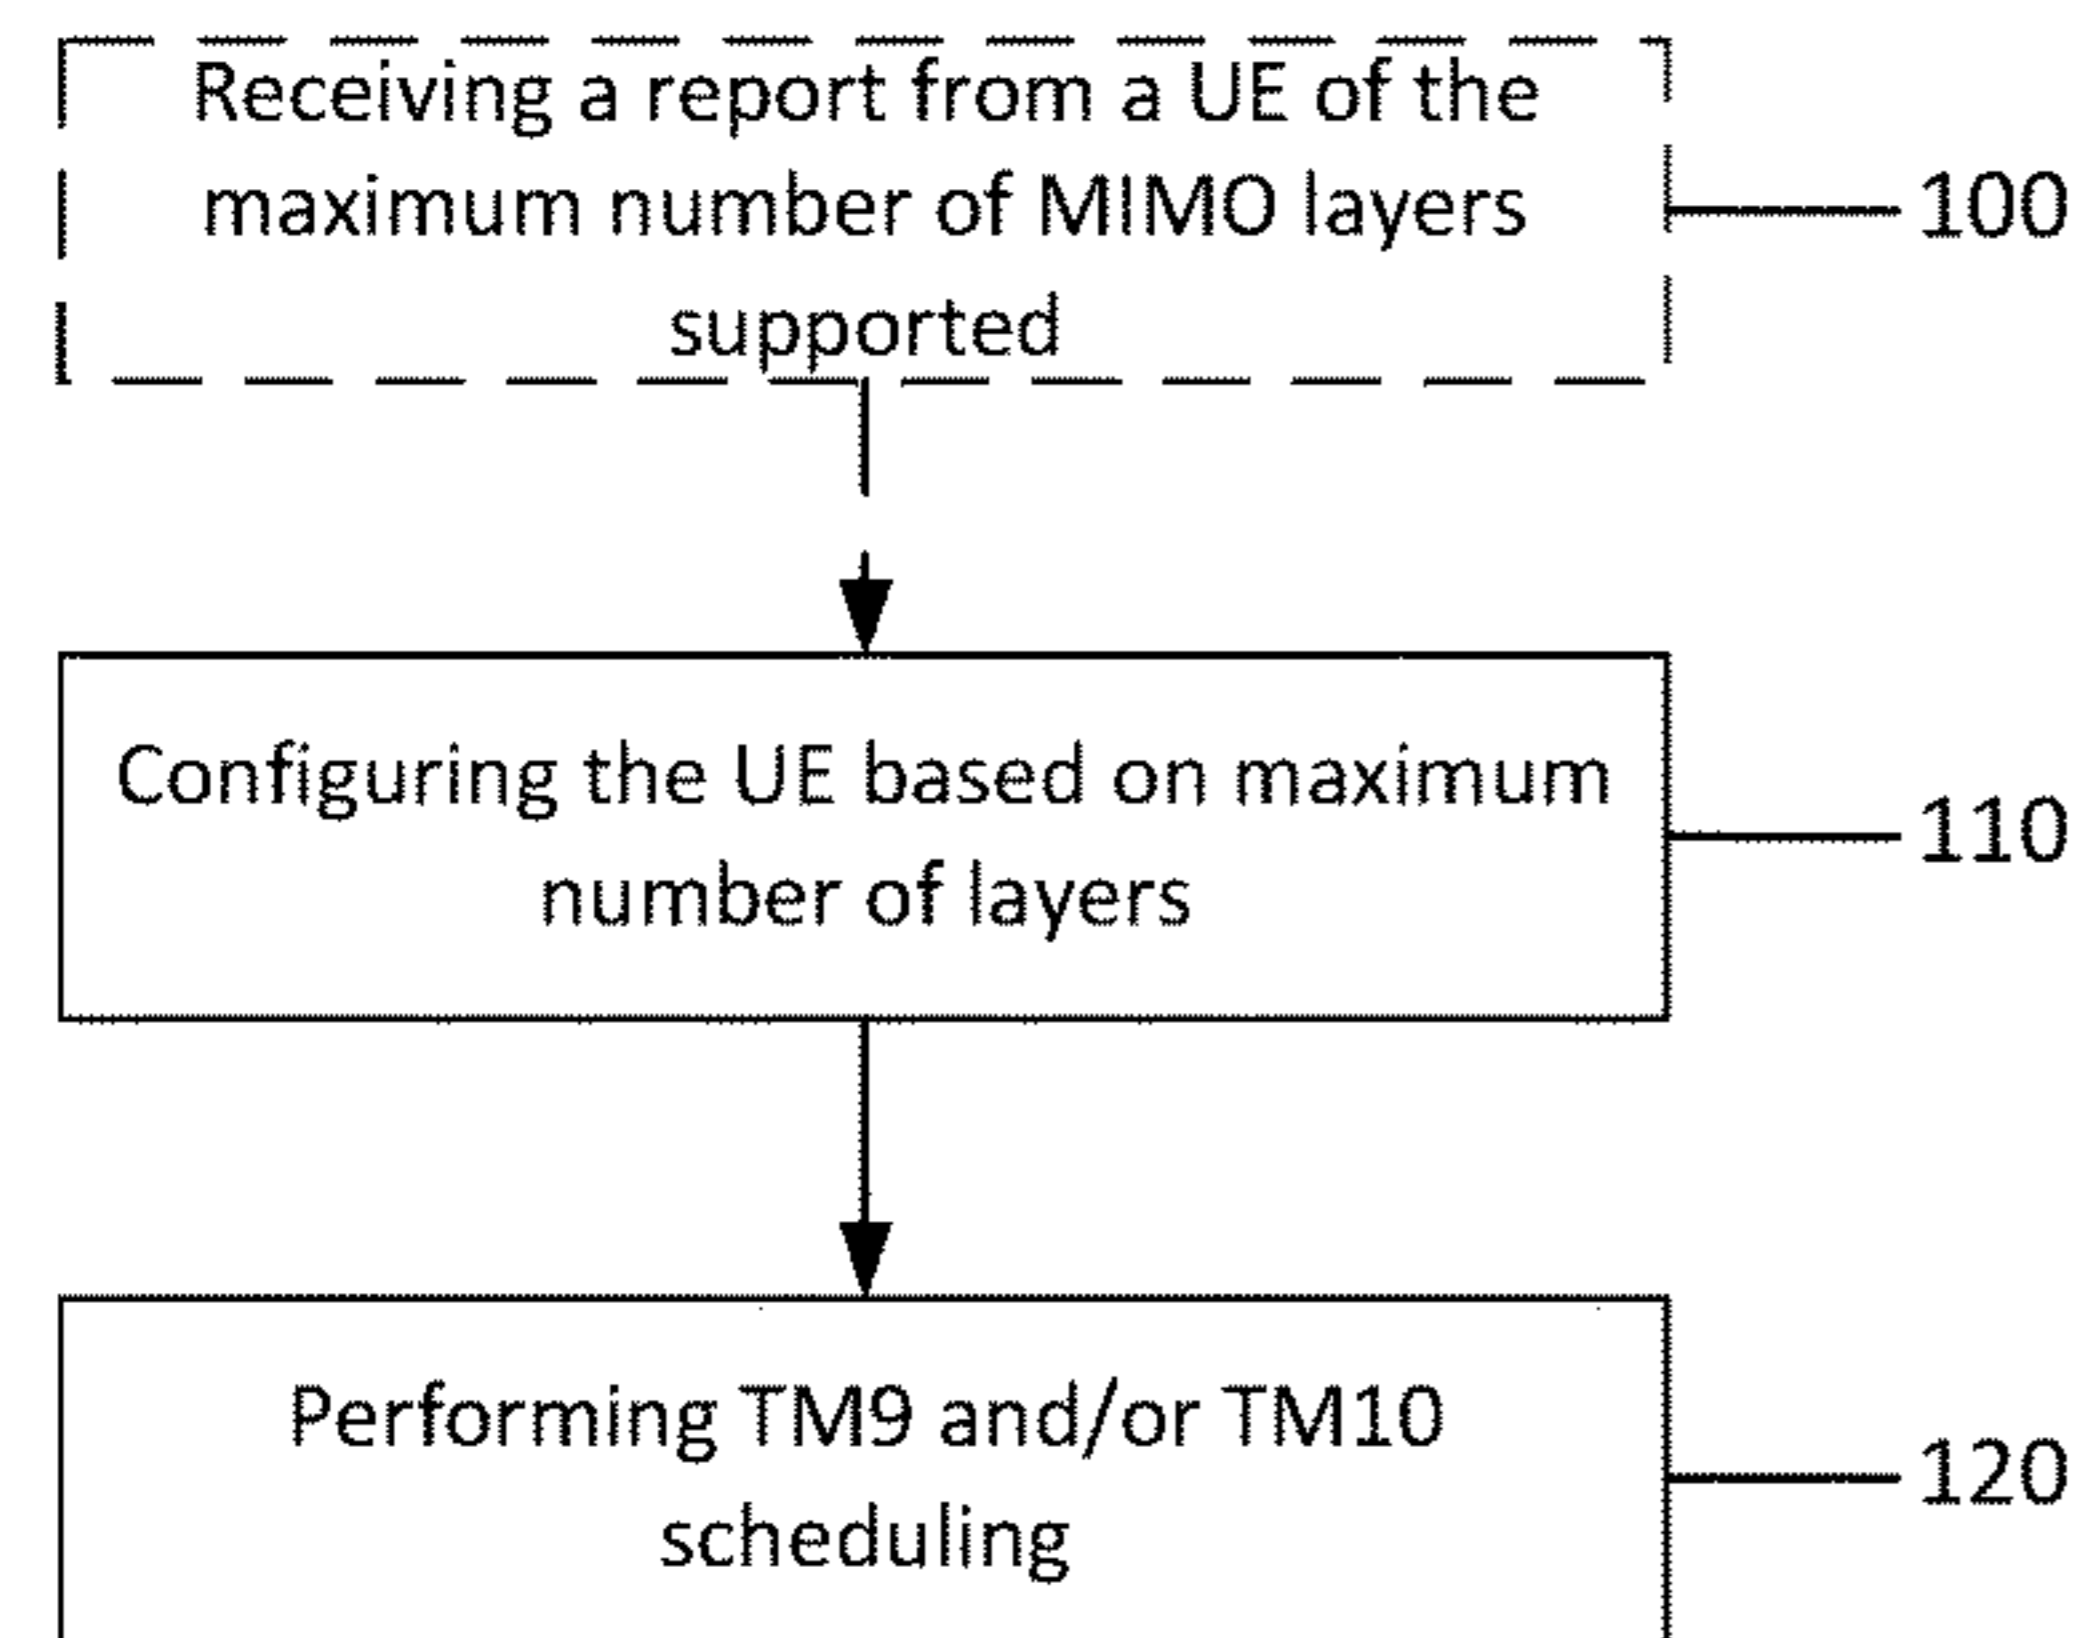 Receiving a report from a UE of the
maximum number of MIMO layers
supported
100
Configuring the UE based on maximum
number of layers
110
Performing TM9 and/or TM10
scheduling
120